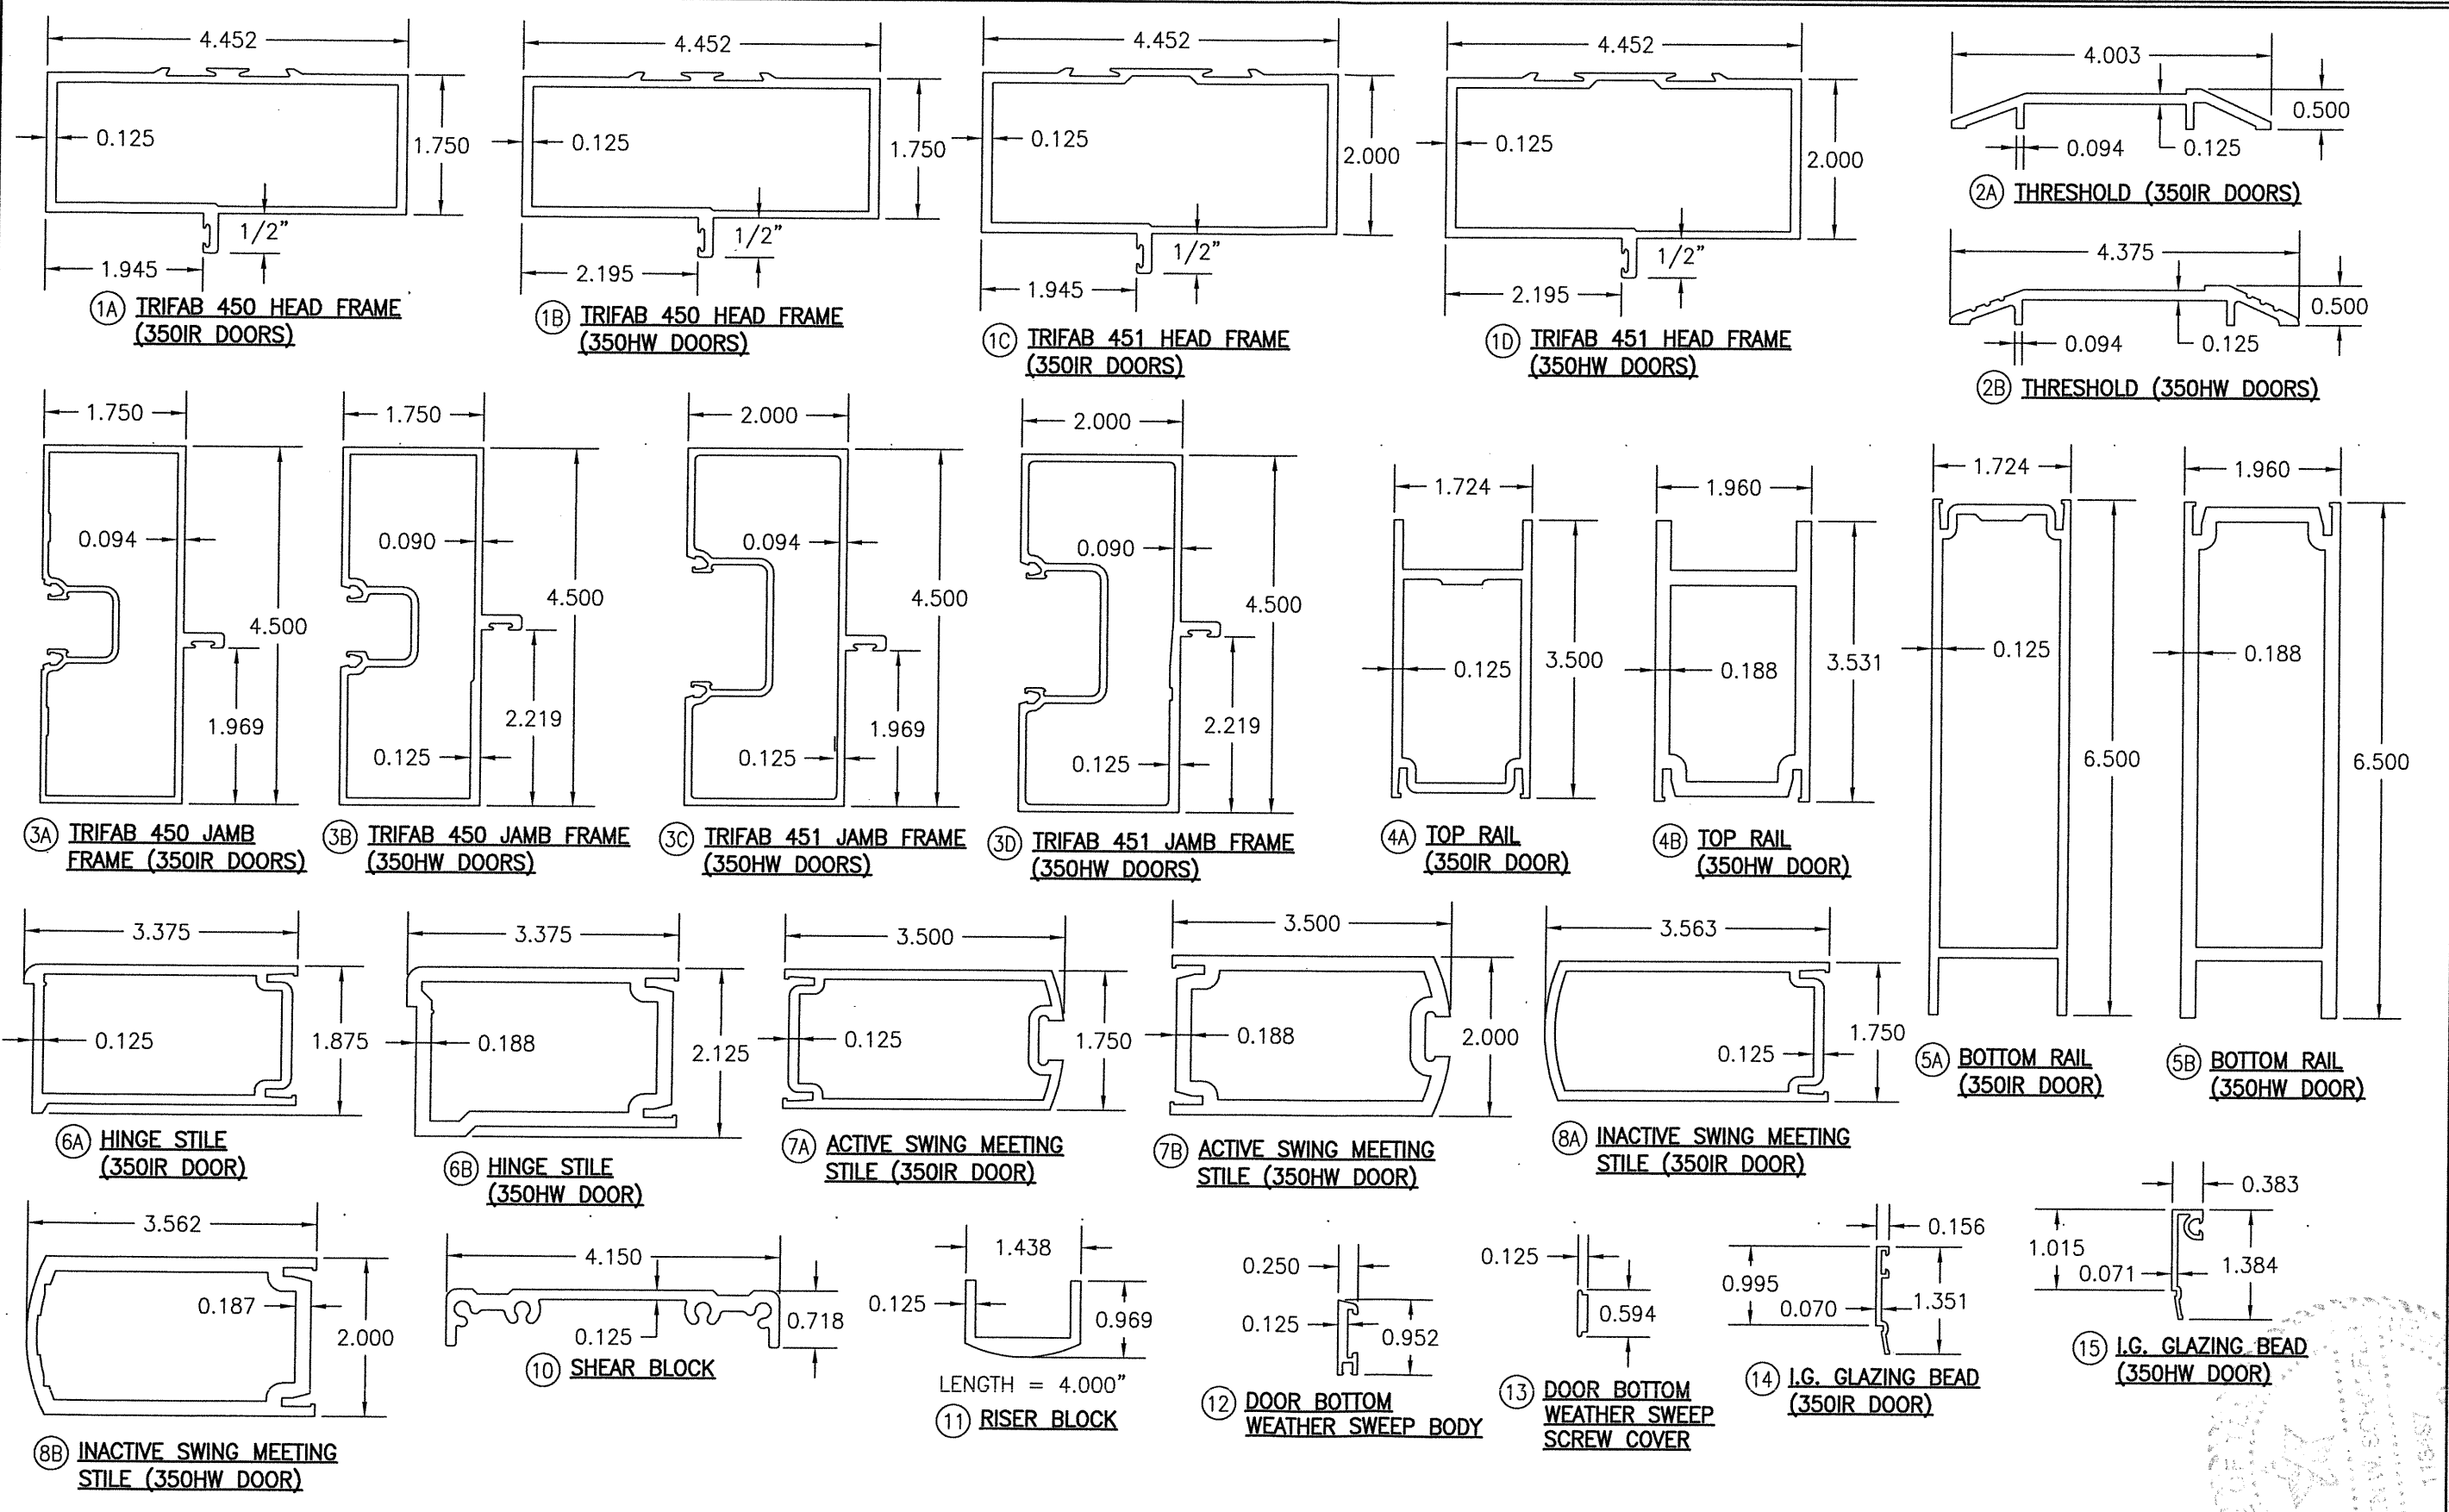 4.452
0.125
1.750
1/2"
1.945
1A TRIFAB 450 HEAD FRAME
(350IR DOORS)
4.452
0.125
1.750
1/2"
2.195
1B TRIFAB 450 HEAD FRAME
(350HW DOORS)
4.452
0.125
2.000
1/2"
1.945
1C TRIFAB 451 HEAD FRAME
(350IR DOORS)
4.452
0.125
2.000
1/2"
2.195
1D TRIFAB 451 HEAD FRAME
(350HW DOORS)
4.003
0.500
0.094
0.125
2A THRESHOLD (350IR DOORS)
4.375
0.500
0.094
0.125
2B THRESHOLD (350HW DOORS)
1.750
0.094
4.500
1.969
3A TRIFAB 450 JAMB
FRAME (350IR DOORS)
1.750
0.090
4.500
2.219
0.125
3B TRIFAB 450 JAMB FRAME
(350HW DOORS)
2.000
0.094
4.500
1.969
0.125
3C TRIFAB 451 JAMB FRAME
(350HW DOORS)
2.000
0.090
4.500
2.219
0.125
3D TRIFAB 451 JAMB FRAME
(350HW DOORS)
1.724
0.125
3.500
4A TOP RAIL
(350IR DOOR)
1.960
0.188
3.531
4B TOP RAIL
(350HW DOOR)
1.724
0.125
6.500
5A BOTTOM RAIL
(350IR DOOR)
1.960
0.188
6.500
5B BOTTOM RAIL
(350HW DOOR)
3.375
0.125
1.875
6A HINGE STILE
(350IR DOOR)
3.375
0.188
2.125
6B HINGE STILE
(350HW DOOR)
3.500
0.125
1.750
7A ACTIVE SWING MEETING
STILE (350IR DOOR)
3.500
0.188
2.000
7B ACTIVE SWING MEETING
STILE (350HW DOOR)
3.563
0.125
1.750
8A INACTIVE SWING MEETING
STILE (350IR DOOR)
3.562
0.187
2.000
8B INACTIVE SWING MEETING
STILE (350HW DOOR)
4.150
0.125
0.718
10 SHEAR BLOCK
1.438
0.125
0.969
LENGTH = 4.000"
11 RISER BLOCK
0.250
0.125
0.952
12 DOOR BOTTOM
WEATHER SWEEP BODY
0.125
0.594
13 DOOR BOTTOM
WEATHER SWEEP
SCREW COVER
0.156
0.995
0.070
1.351
14 I.G. GLAZING BEAD
(350IR DOOR)
0.383
1.015
0.071
1.384
15 I.G. GLAZING BEAD
(350HW DOOR)